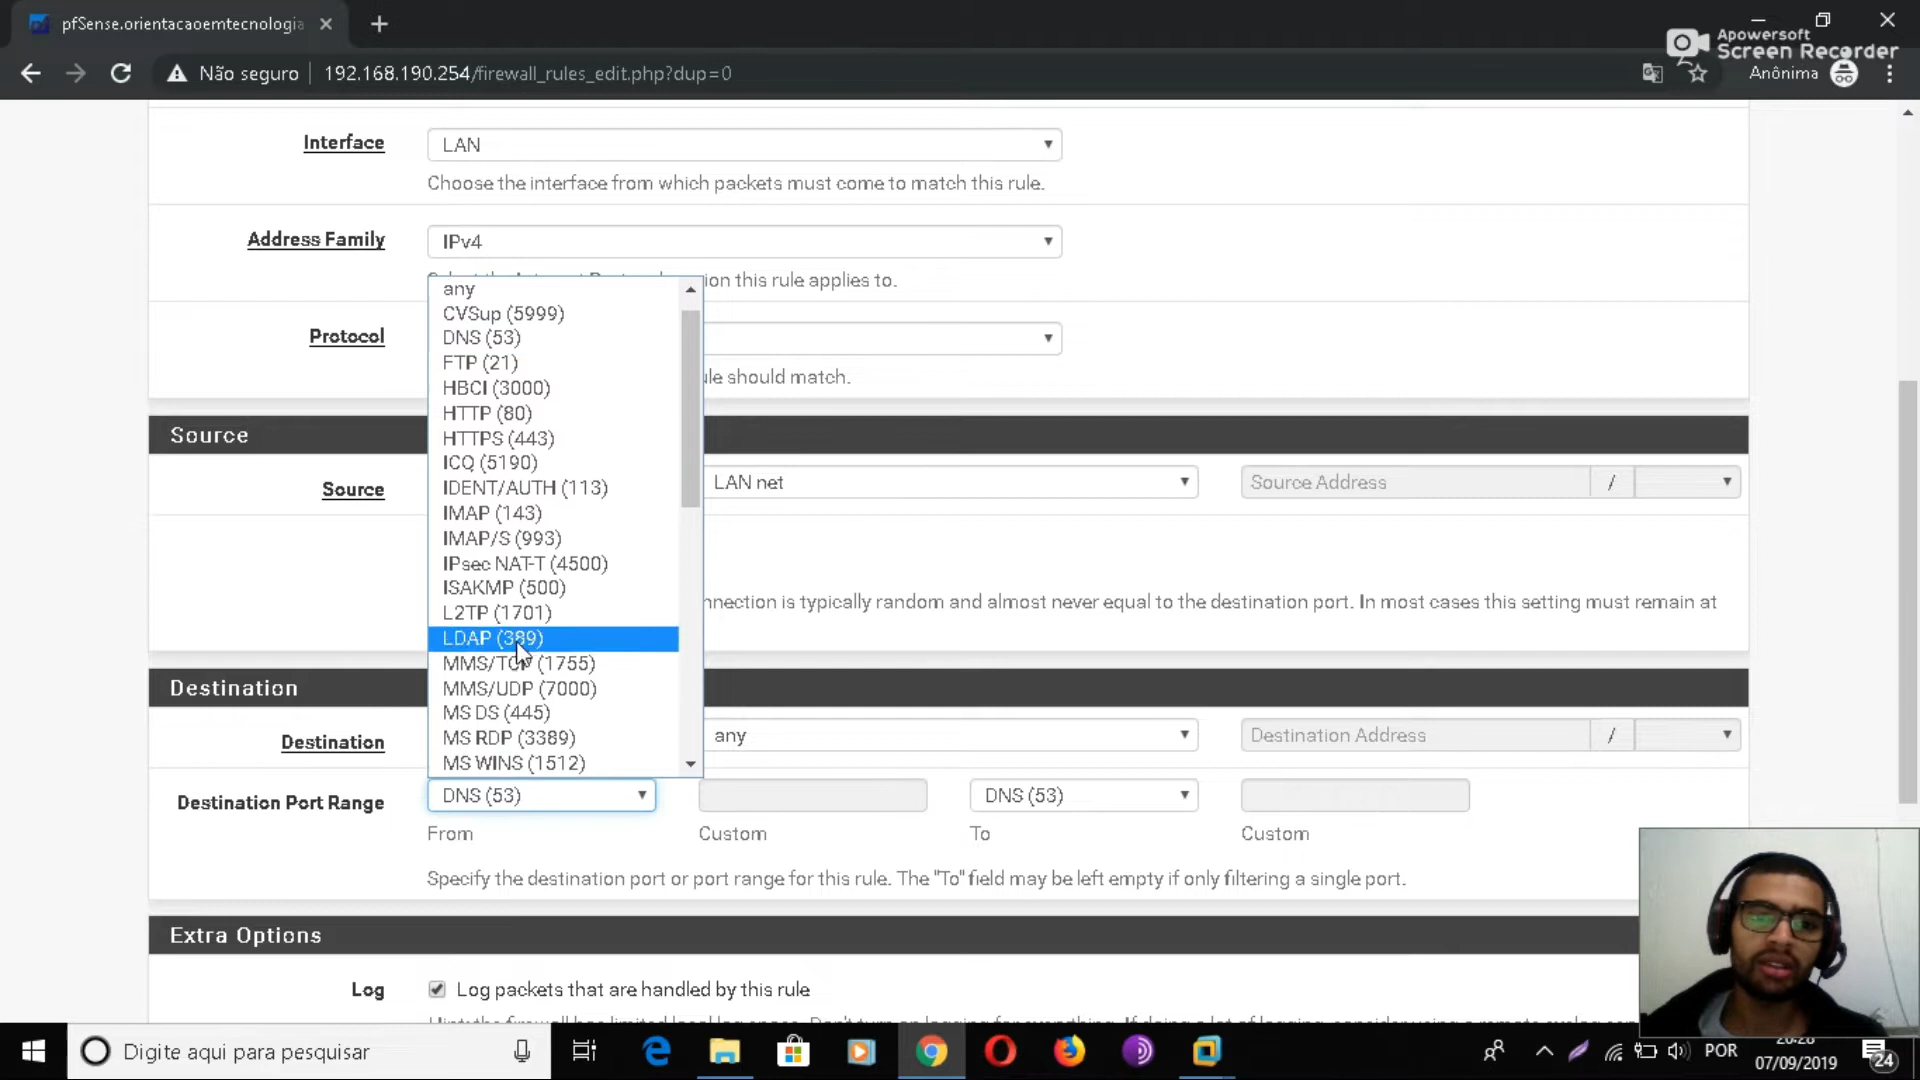 pfSense.orientacaoemtecnologia
Apowersoft
Screen Recorder
Não seguro
192.168.190.254/firewall_rules_edit.php?dup=0
Anônima
Interface
LAN
Choose the interface from which packets must come to match this rule.
Address Family
IPv4
ion this rule applies to.
any
CVSup (5999)
DNS (53)
FTP (21)
HBCI (3000)
HTTP (80)
HTTPS (443)
ICQ (5190)
IDENT/AUTH (113)
IMAP (143)
IMAP/S (993)
IPsec NAT-T (4500)
ISAKMP (500)
L2TP (1701)
LDAP (389)
MMS/TCP (1755)
MMS/UDP (7000)
MS DS (445)
MS RDP (3389)
MS WINS (1512)
Protocol
ule should match.
Source
Source
LAN net
Source Address
/
nnection is typically random and almost never equal to the destination port. In most cases this setting must remain at
Destination
Destination
any
Destination Address
/
Destination Port Range
DNS (53)
DNS (53)
From
Custom
To
Custom
Specify the destination port or port range for this rule. The "To" field may be left empty if only filtering a single port.
Extra Options
Log
Log packets that are handled by this rule
Digite aqui para pesquisar
POR
07/09/2019
24